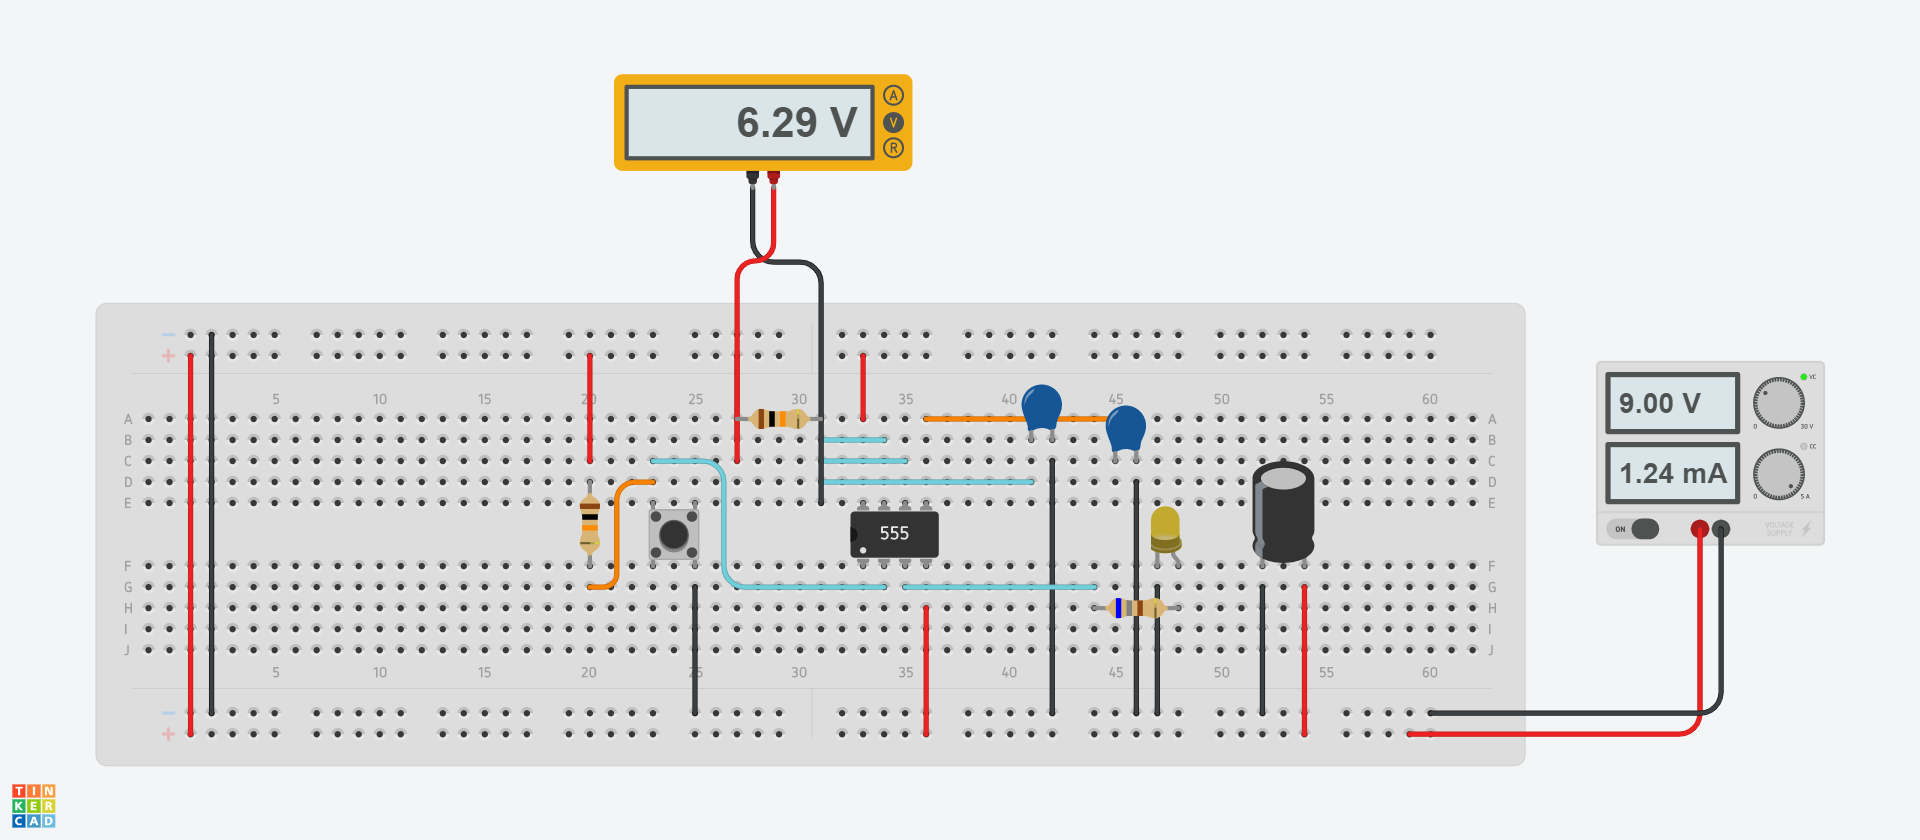 6.29 V
A
V
R
− −
+ +
5 10 15 20 25 30 35 40 45 50 55 60
A A
B B
C C
D D
E E
555
F F
G G
H H
I I
J J
5 10 15 20 25 30 35 40 45 50 55 60
− −
+ +
9.00 V
VC
0 30 V
1.24 mA
CC
0 5 A
ON
VOLTAGE
SUPPLY
TIN
KER
CAD